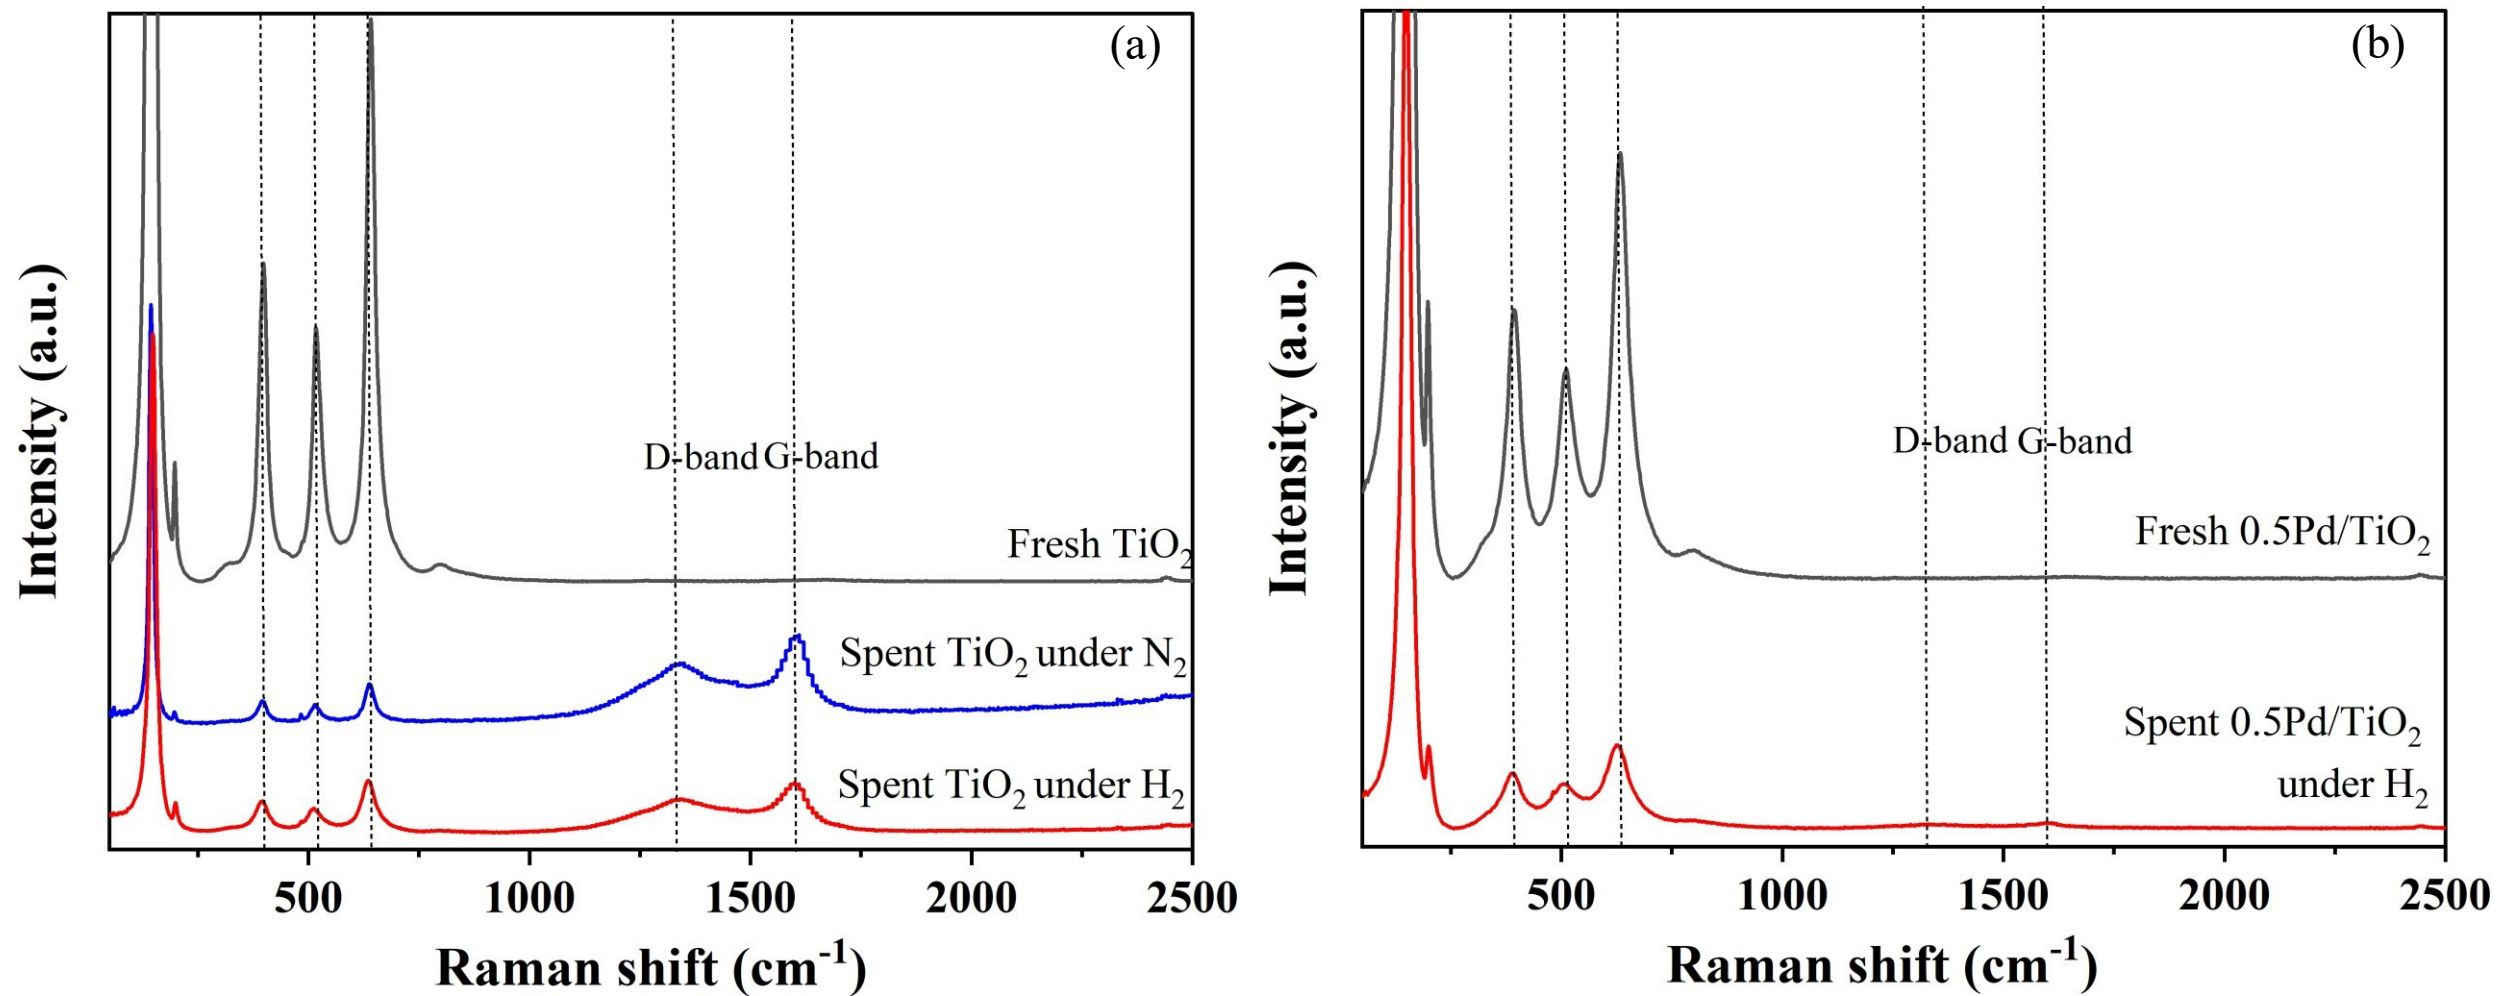 (a)
Intensity (a.u.)
D-band G-band
Fresh TiO2
Spent TiO2 under N2
Spent TiO2 under H2
500 1000 1500 2000 2500
Raman shift (cm-1)
(b)
Intensity (a.u.)
D-band G-band
Fresh 0.5Pd/TiO2
Spent 0.5Pd/TiO2
under H2
500 1000 1500 2000 2500
Raman shift (cm-1)